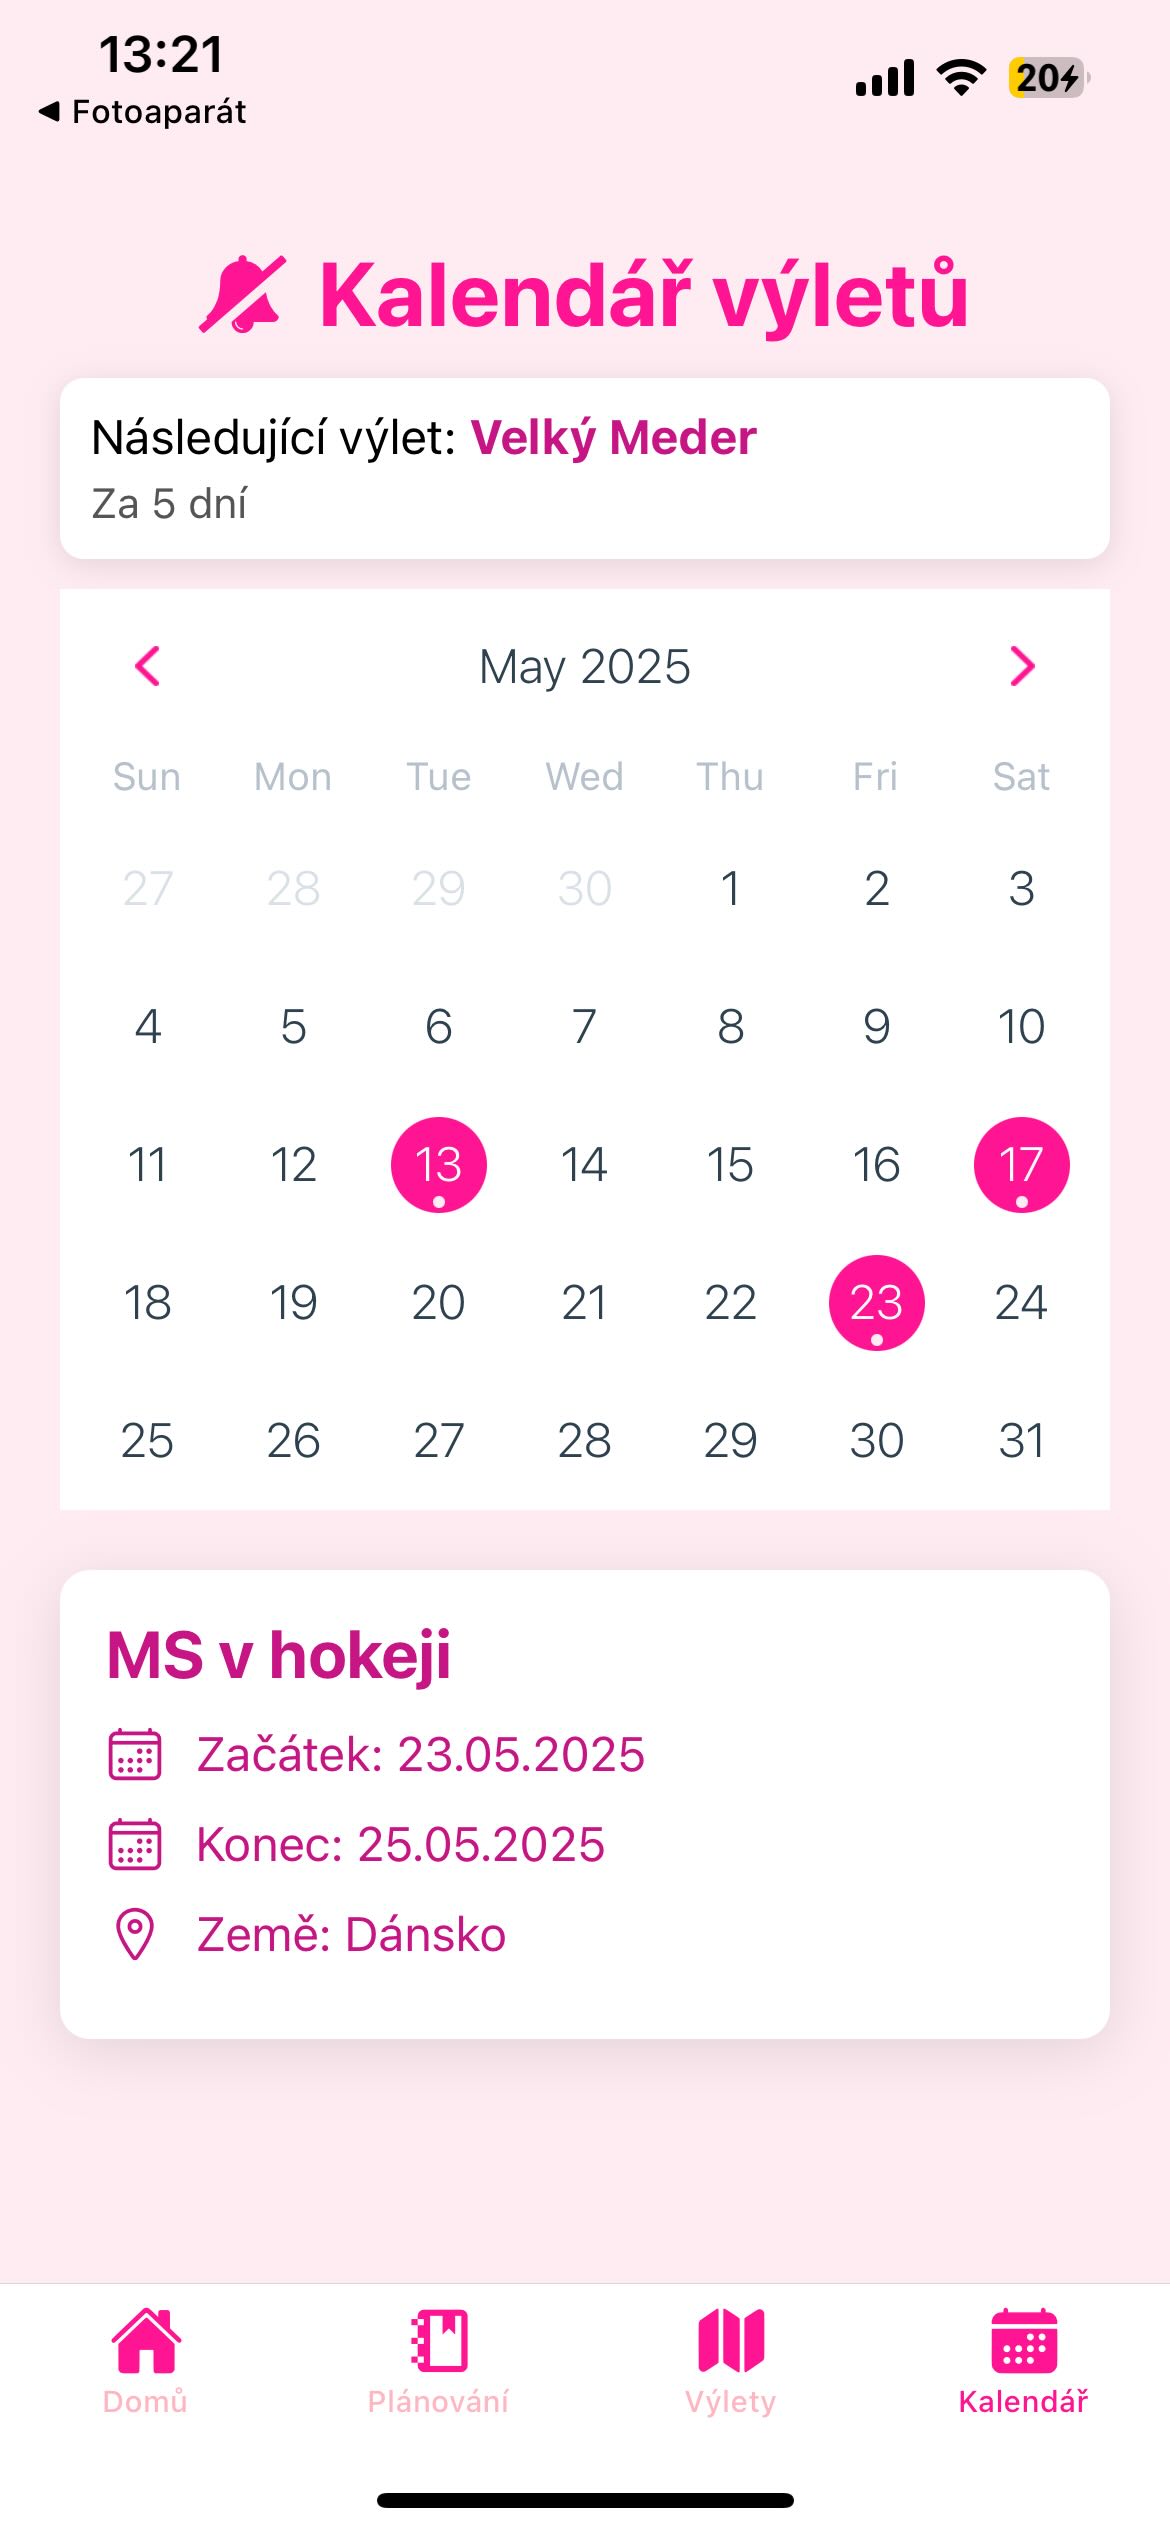 13:21
20
Fotoaparát
Kalendář výletů
Následující výlet: Velký Meder
Za 5 dní
May 2025
Sun Mon Tue Wed Thu Fri Sat
27 28 29 30 1 2 3
4 5 6 7 8 9 10
11 12 13 14 15 16 17
18 19 20 21 22 23 24
25 26 27 28 29 30 31
MS v hokeji
Začátek: 23.05.2025
Konec: 25.05.2025
Země: Dánsko
Domů Plánování Výlety Kalendář